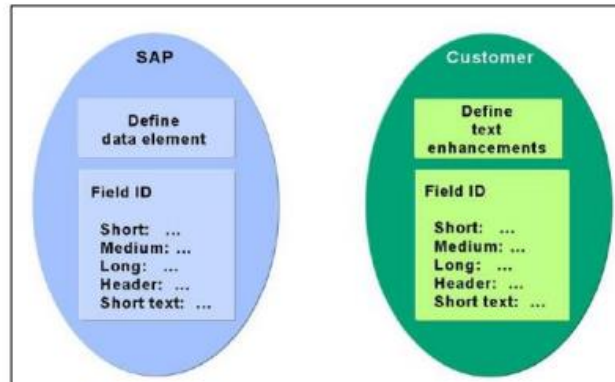 SAP
Define
data element
Field ID
Short: ...
Medium: ...
Long: ...
Header: ...
Short text: ...
Customer
Define
text
enhancements
Field ID
Short: ...
Medium: ...
Long: ...
Header: ...
Short text: ...